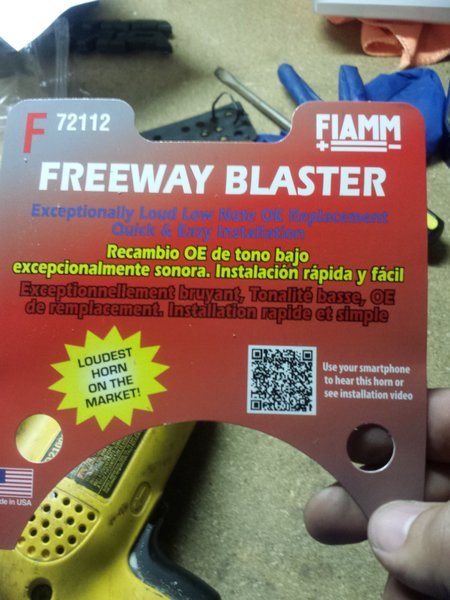 F 72112
FIAMM
FREEWAY BLASTER
Exceptionally Loud Low Note OE Replacement
Quick & Easy Installation
Recambio OE de tono bajo
excepcionalmente sonora. Instalación rápida y fácil
Exceptionnellement bruyant, Tonalité basse, OE
de remplacement. Installation rapide et simple
LOUDEST
HORN
ON THE
MARKET!
Use your smartphone
to hear this horn or
see installation video
de in USA